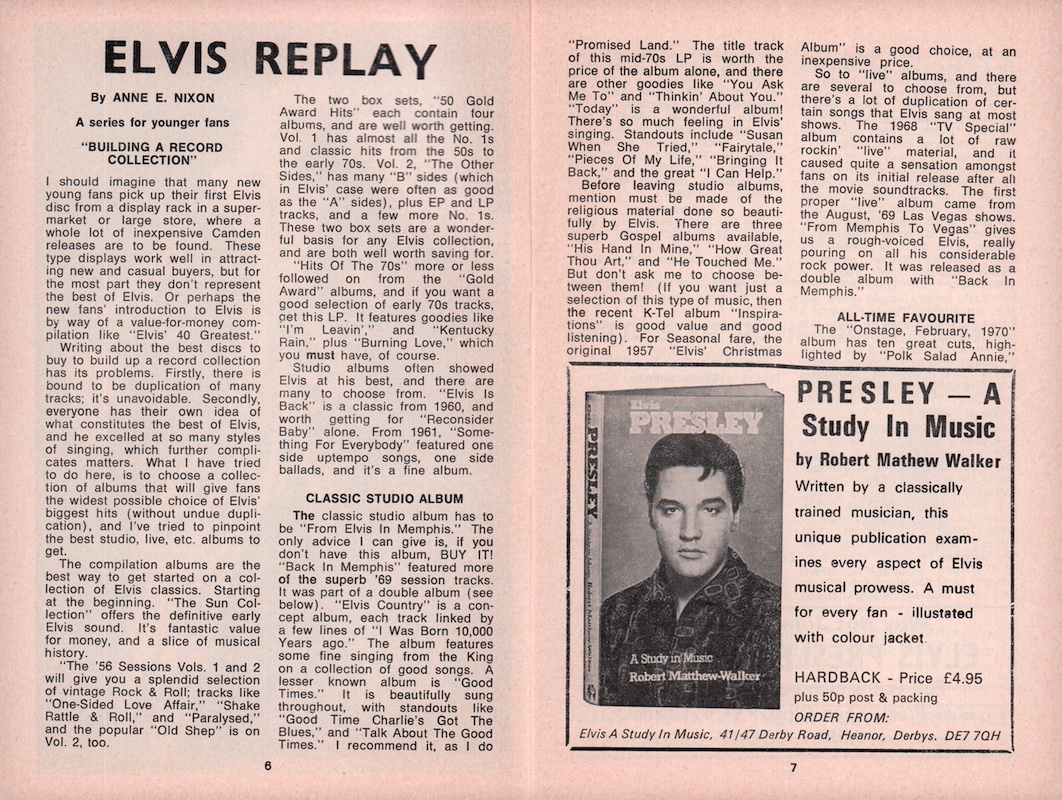 ELVIS REPLAY
By ANNE E. NIXON
A series for younger fans
"BUILDING A RECORD
COLLECTION"
I should imagine that many new
young fans pick up their first Elvis
disc from a display rack in a super-
market or large store, where a
whole lot of inexpensive Camden
releases are to be found. These
type displays work well in attract-
ing new and casual buyers, but for
the most part they don't represent
the best of Elvis. Or perhaps the
new fans' introduction to Elvis is
by way of a value-for-money com-
pilation like "Elvis' 40 Greatest."
Writing about the best discs to
buy to build up a record collection
has its problems. Firstly, there is
bound to be duplication of many
tracks; it's unavoidable. Secondly,
everyone has their own idea of
what constitutes the best of Elvis,
and he excelled at so many styles
of singing, which further compli-
cates matters. What I have tried
to do here, is to choose a collec-
tion of albums that will give fans
the widest possible choice of Elvis'
biggest hits (without undue dupli-
cation), and I've tried to pinpoint
the best studio, live, etc. albums to
get.
The compilation albums are the
best way to get started on a col-
lection of Elvis classics. Starting
at the beginning. "The Sun Col-
lection" offers the definitive early
Elvis sound. It's fantastic value
for money, and a slice of musical
history.
"The '56 Sessions Vols. 1 and 2
will give you a splendid selection
of vintage Rock & Roll; tracks like
"One-Sided Love Affair," "Shake
Rattle & Roll," and "Paralysed,"
and the popular "Old Shep" is on
Vol. 2, too.
The two box sets, "50 Gold
Award Hits" each contain four
albums, and are well worth getting.
Vol. 1 has almost all the No. 1s
and classic hits from the 50s to
the early 70s. Vol. 2, "The Other
Sides," has many "B" sides (which
in Elvis' case were often as good
as the "A" sides), plus EP and LP
tracks, and a few more No. 1s.
These two box sets are a wonder-
ful basis for any Elvis collection,
and are both well worth saving for.
"Hits Of The 70s" more or less
followed on from the "Gold
Award" albums, and if you want a
good selection of early 70s tracks,
get this LP. It features goodies like
"I'm Leavin'," and "Kentucky
Rain," plus "Burning Love," which
you must have, of course.
Studio albums often showed
Elvis at his best, and there are
many to choose from. "Elvis Is
Back" is a classic from 1960, and
worth getting for "Reconsider
Baby" alone. From 1961, "Some-
thing For Everybody" featured one
side uptempo songs, one side
ballads, and it's a fine album.
CLASSIC STUDIO ALBUM
The classic studio album has to
be "From Elvis In Memphis." The
only advice I can give is, if you
don't have this album, BUY IT!
"Back In Memphis" featured more
of the superb '69 session tracks.
It was part of a double album (see
below). "Elvis Country" is a con-
cept album, each track linked by
a few lines of "I Was Born 10,000
Years ago." The album features
some fine singing from the King
on a collection of good songs. A
lesser known album is "Good
Times." It is beautifully sung
throughout, with standouts like
"Good Time Charlie's Got The
Blues," and "Talk About The Good
Times." I recommend it, as I do
6
"Promised Land." The title track
of this mid-70s LP is worth the
price of the album alone, and there
are other goodies like "You Ask
Me To" and "Thinkin' About You."
"Today" is a wonderful album!
There's so much feeling in Elvis'
singing. Standouts include "Susan
When She Tried," "Fairytale,"
"Pieces Of My Life," "Bringing It
Back," and the great "I Can Help."
Before leaving studio albums,
mention must be made of the
religious material done so beauti-
fully by Elvis. There are three
superb Gospel albums available,
"His Hand In Mine," "How Great
Thou Art," and "He Touched Me."
But don't ask me to choose be-
tween them! (If you want just a
selection of this type of music, then
the recent K-Tel album "Inspira-
tions" is good value and good
listening). For Seasonal fare, the
original 1957 "Elvis' Christmas
Album" is a good choice, at an
inexpensive price.
So to "live" albums, and there
are several to choose from, but
there's a lot of duplication of cer-
tain songs that Elvis sang at most
shows. The 1968 "TV Special"
album contains a lot of raw
rockin' "live" material, and it
caused quite a sensation amongst
fans on its initial release after all
the movie soundtracks. The first
proper "live" album came from
the August, '69 Las Vegas shows.
"From Memphis To Vegas" gives
us a rough-voiced Elvis, really
pouring on all his considerable
rock power. It was released as a
double album with "Back In
Memphis."
ALL-TIME FAVOURITE
The "Onstage, February, 1970"
album has ten great cuts, high-
lighted by "Polk Salad Annie,"
Elvis
PRESLEY
PRESLEY
A Study in Music Robert Matthew-Walker
A Study in Music
Robert Matthew-Walker
PRESLEY – A
Study In Music
by Robert Mathew Walker
Written by a classically
trained musician, this
unique publication exam-
ines every aspect of Elvis
musical prowess. A must
for every fan - illustated
with colour jacket.
HARDBACK - Price £4.95
plus 50p post & packing
ORDER FROM:
Elvis A Study In Music, 41/47 Derby Road, Heanor, Derbys. DE7 7QH
7